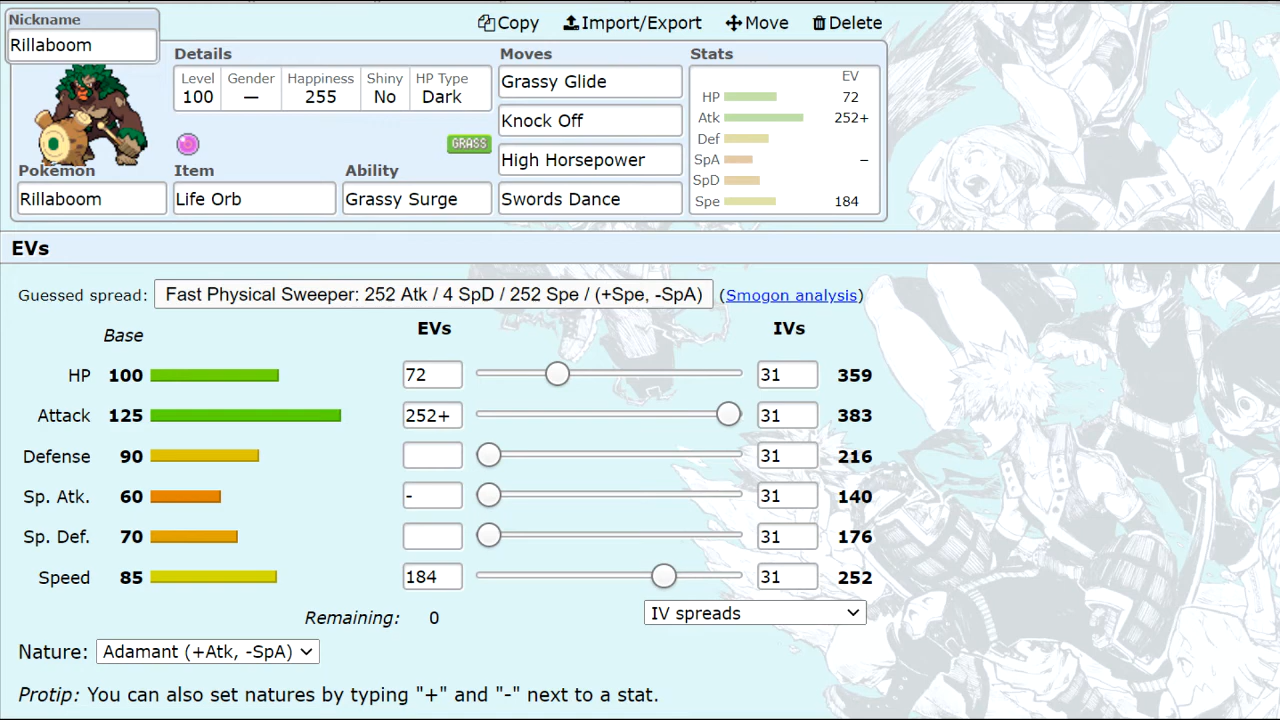 Nickname
Rillaboom
Copy Import/Export Move Delete
Details
Level Gender Happiness Shiny HP Type
100 — 255 No Dark
GRASS
Pokemon Item Ability
Rillaboom Life Orb Grassy Surge
Moves
Grassy Glide
Knock Off
High Horsepower
Swords Dance
Stats
EV
HP 72
Atk 252+
Def
SpA –
SpD
Spe 184
EVs
Guessed spread: Fast Physical Sweeper: 252 Atk / 4 SpD / 252 Spe / (+Spe, -SpA) (Smogon analysis)
Base EVs IVs
HP 100 72 31 359
Attack 125 252+ 31 383
Defense 90 31 216
Sp. Atk. 60 - 31 140
Sp. Def. 70 31 176
Speed 85 184 31 252
Remaining: 0 IV spreads
Nature: Adamant (+Atk, -SpA)
Protip: You can also set natures by typing "+" and "-" next to a stat.